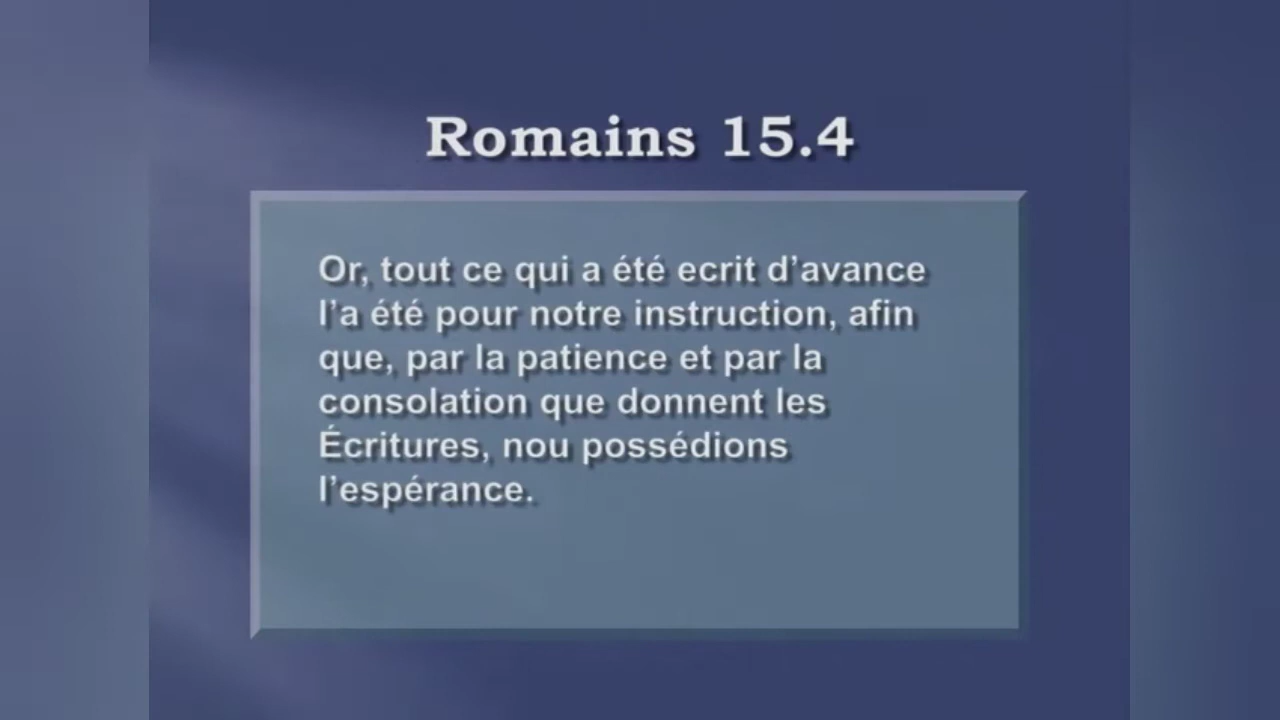 Romains 15.4
Or, tout ce qui a été ecrit d’avance
l’a été pour notre instruction, afin
que, par la patience et par la
consolation que donnent les
Écritures, nou possédions
l’espérance.